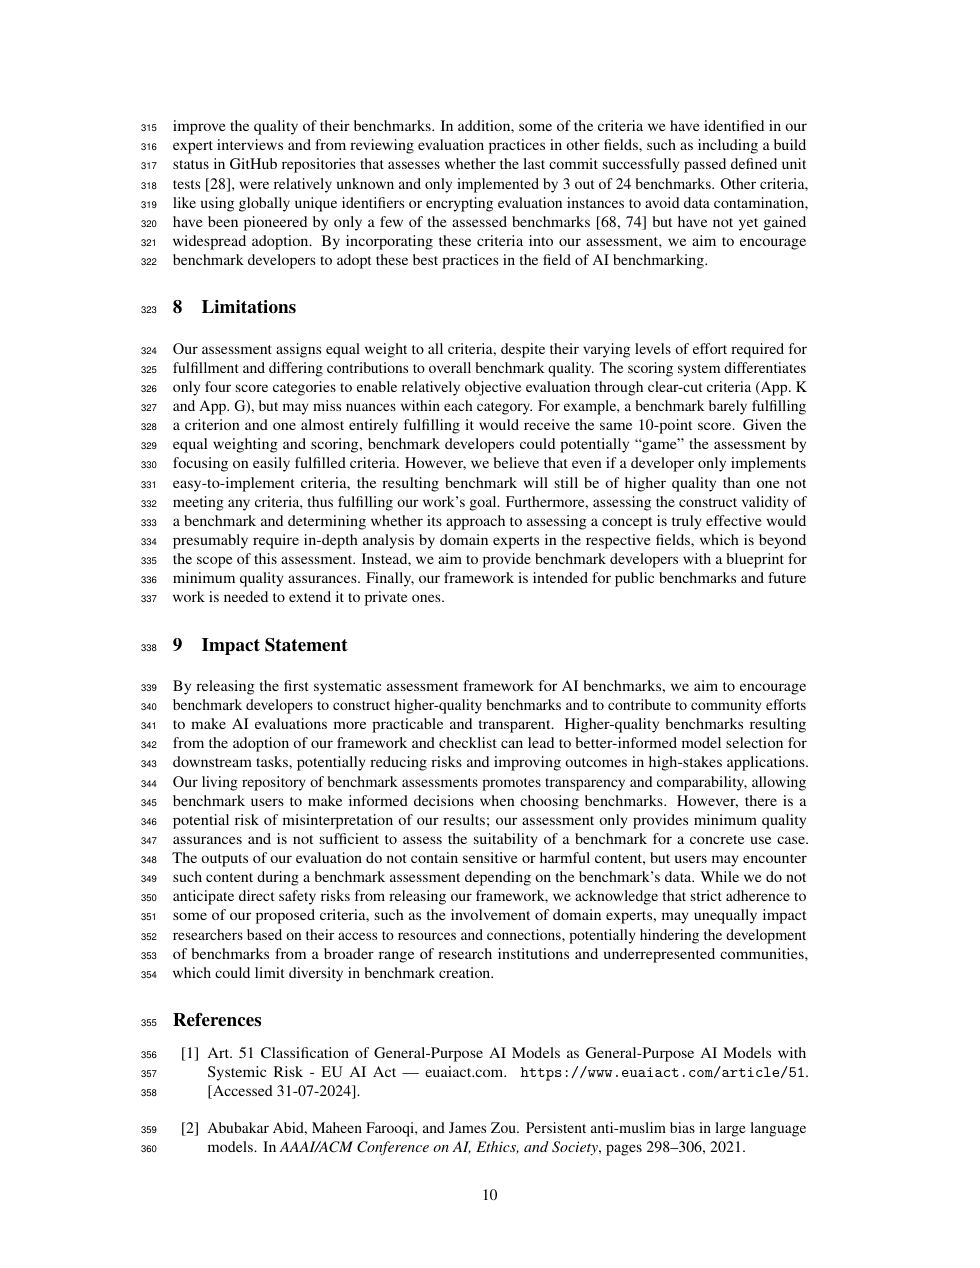 315 improve the quality of their benchmarks. In addition, some of the criteria we have identified in our
316 expert interviews and from reviewing evaluation practices in other fields, such as including a build
317 status in GitHub repositories that assesses whether the last commit successfully passed defined unit
318 tests [28], were relatively unknown and only implemented by 3 out of 24 benchmarks. Other criteria,
319 like using globally unique identifiers or encrypting evaluation instances to avoid data contamination,
320 have been pioneered by only a few of the assessed benchmarks [68, 74] but have not yet gained
321 widespread adoption. By incorporating these criteria into our assessment, we aim to encourage
322 benchmark developers to adopt these best practices in the field of AI benchmarking.
323 8 Limitations
324 Our assessment assigns equal weight to all criteria, despite their varying levels of effort required for
325 fulfillment and differing contributions to overall benchmark quality. The scoring system differentiates
326 only four score categories to enable relatively objective evaluation through clear-cut criteria (App. K
327 and App. G), but may miss nuances within each category. For example, a benchmark barely fulfilling
328 a criterion and one almost entirely fulfilling it would receive the same 10-point score. Given the
329 equal weighting and scoring, benchmark developers could potentially “game” the assessment by
330 focusing on easily fulfilled criteria. However, we believe that even if a developer only implements
331 easy-to-implement criteria, the resulting benchmark will still be of higher quality than one not
332 meeting any criteria, thus fulfilling our work's goal. Furthermore, assessing the construct validity of
333 a benchmark and determining whether its approach to assessing a concept is truly effective would
334 presumably require in-depth analysis by domain experts in the respective fields, which is beyond
335 the scope of this assessment. Instead, we aim to provide benchmark developers with a blueprint for
336 minimum quality assurances. Finally, our framework is intended for public benchmarks and future
337 work is needed to extend it to private ones.
338 9 Impact Statement
339 By releasing the first systematic assessment framework for AI benchmarks, we aim to encourage
340 benchmark developers to construct higher-quality benchmarks and to contribute to community efforts
341 to make AI evaluations more practicable and transparent. Higher-quality benchmarks resulting
342 from the adoption of our framework and checklist can lead to better-informed model selection for
343 downstream tasks, potentially reducing risks and improving outcomes in high-stakes applications.
344 Our living repository of benchmark assessments promotes transparency and comparability, allowing
345 benchmark users to make informed decisions when choosing benchmarks. However, there is a
346 potential risk of misinterpretation of our results; our assessment only provides minimum quality
347 assurances and is not sufficient to assess the suitability of a benchmark for a concrete use case.
348 The outputs of our evaluation do not contain sensitive or harmful content, but users may encounter
349 such content during a benchmark assessment depending on the benchmark's data. While we do not
350 anticipate direct safety risks from releasing our framework, we acknowledge that strict adherence to
351 some of our proposed criteria, such as the involvement of domain experts, may unequally impact
352 researchers based on their access to resources and connections, potentially hindering the development
353 of benchmarks from a broader range of research institutions and underrepresented communities,
354 which could limit diversity in benchmark creation.
355 References
356 [1] Art. 51 Classification of General-Purpose AI Models as General-Purpose AI Models with
357 Systemic Risk - EU AI Act — euaiact.com. https://www.euaiact.com/article/51.
358 [Accessed 31-07-2024].
359 [2] Abubakar Abid, Maheen Farooqi, and James Zou. Persistent anti-muslim bias in large language
360 models. In AAAI/ACM Conference on AI, Ethics, and Society, pages 298–306, 2021.
10